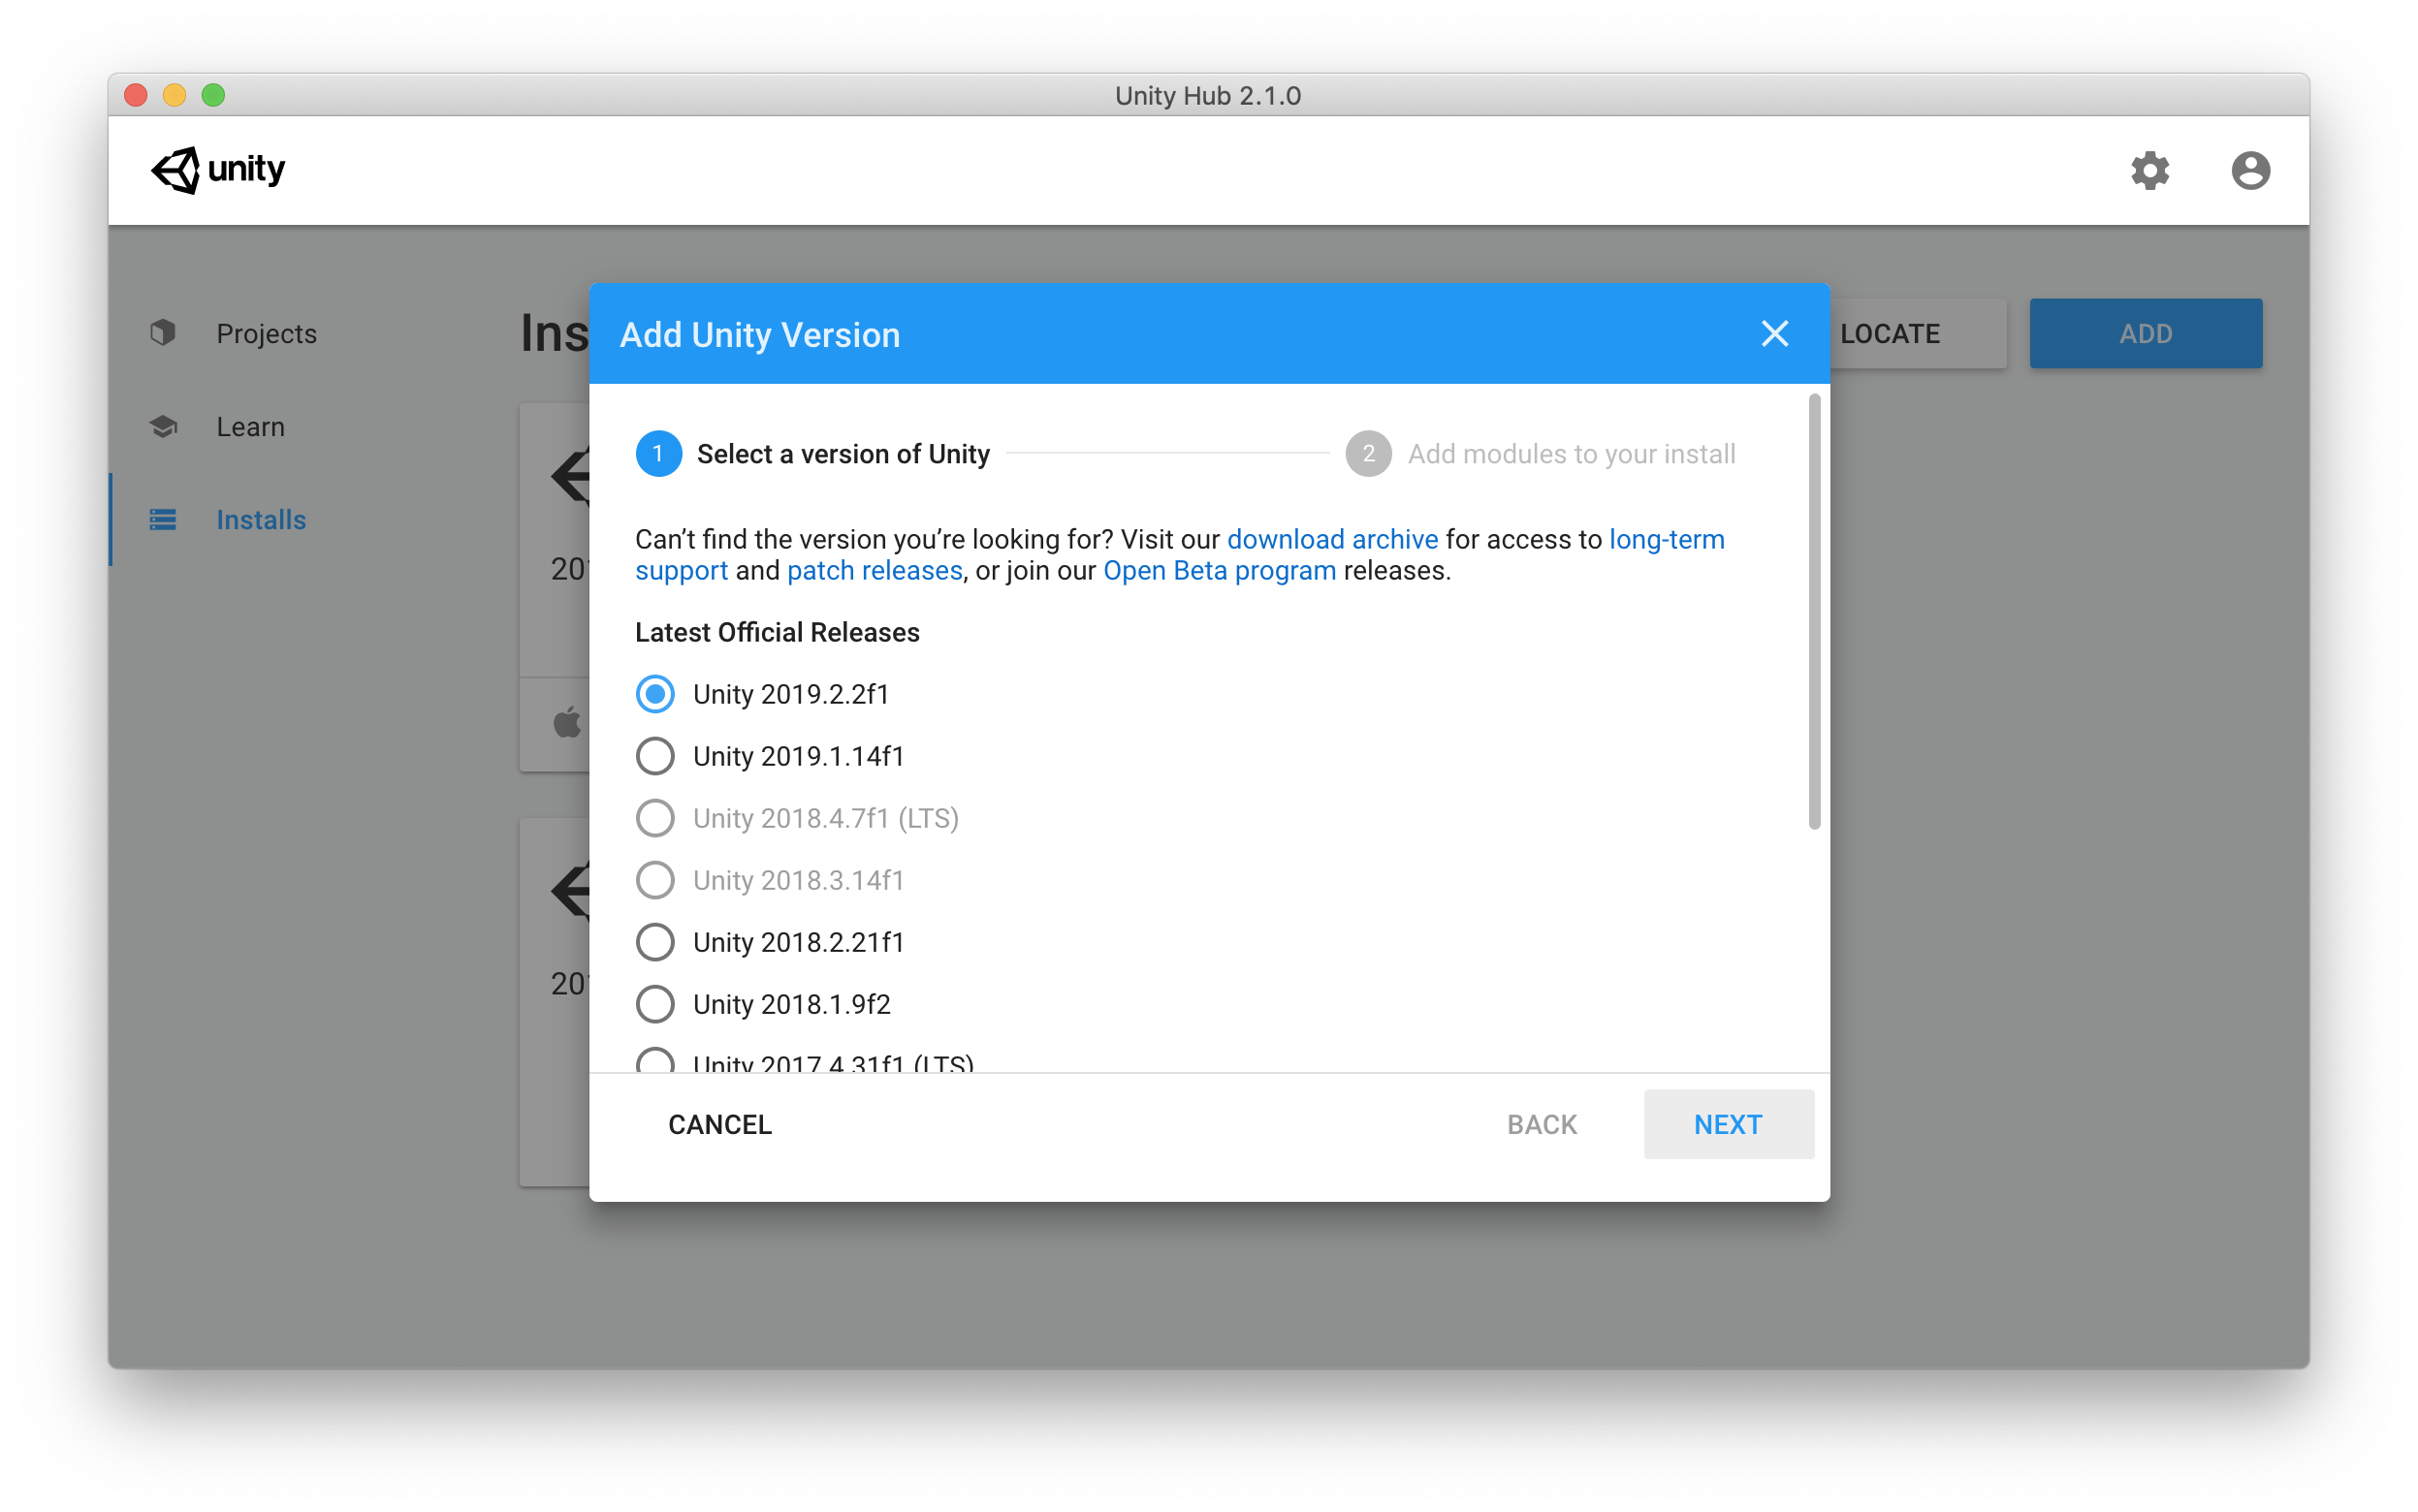 Unity Hub 2.1.0
unity
Projects
Learn
Installs
Ins
LOCATE
ADD
20
20
Add Unity Version
1 Select a version of Unity
2 Add modules to your install
Can’t find the version you’re looking for? Visit our download archive for access to long-term
support and patch releases, or join our Open Beta program releases.
Latest Official Releases
Unity 2019.2.2f1
Unity 2019.1.14f1
Unity 2018.4.7f1 (LTS)
Unity 2018.3.14f1
Unity 2018.2.21f1
Unity 2018.1.9f2
Unity 2017.4.31f1 (LTS)
CANCEL
BACK
NEXT